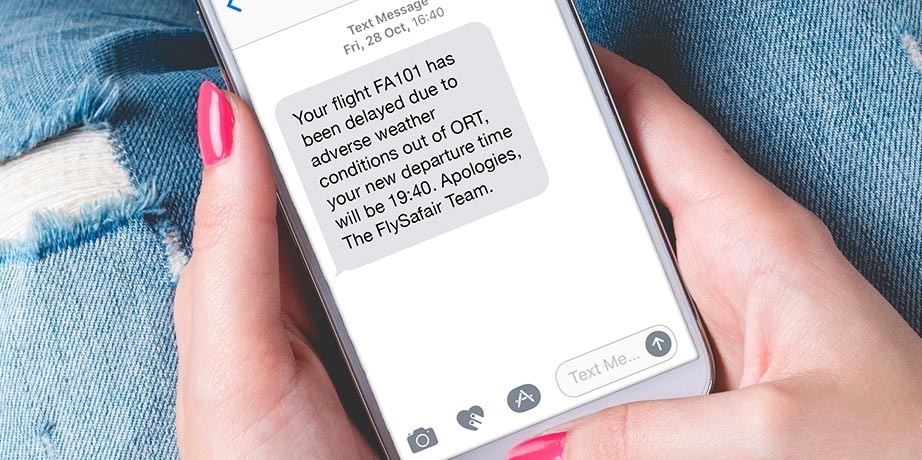 Text Message
Fri, 28 Oct, 16:40
Your flight FA101 has
been delayed due to
adverse weather
conditions out of ORT,
your new departure time
will be 19:40. Apologies,
The FlySafair Team.
Text Me...